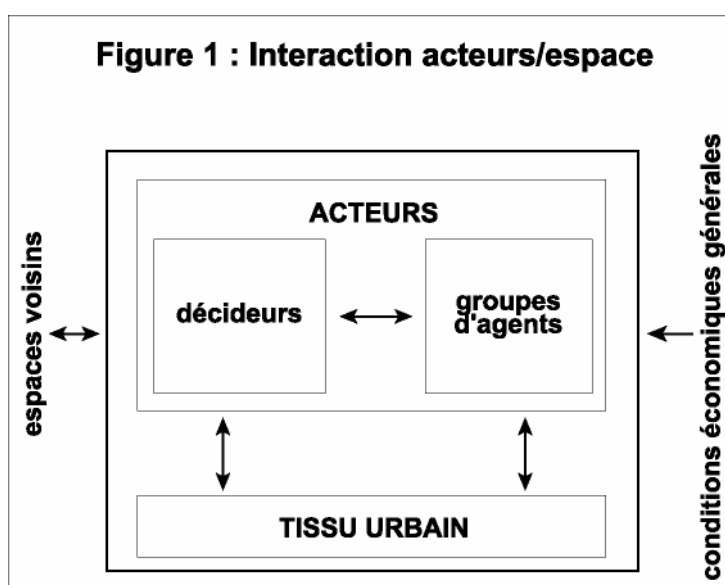 Figure 1 : Interaction acteurs/espace
ACTEURS
décideurs
groupes
d'agents
espaces voisins
conditions économiques générales
TISSU URBAIN